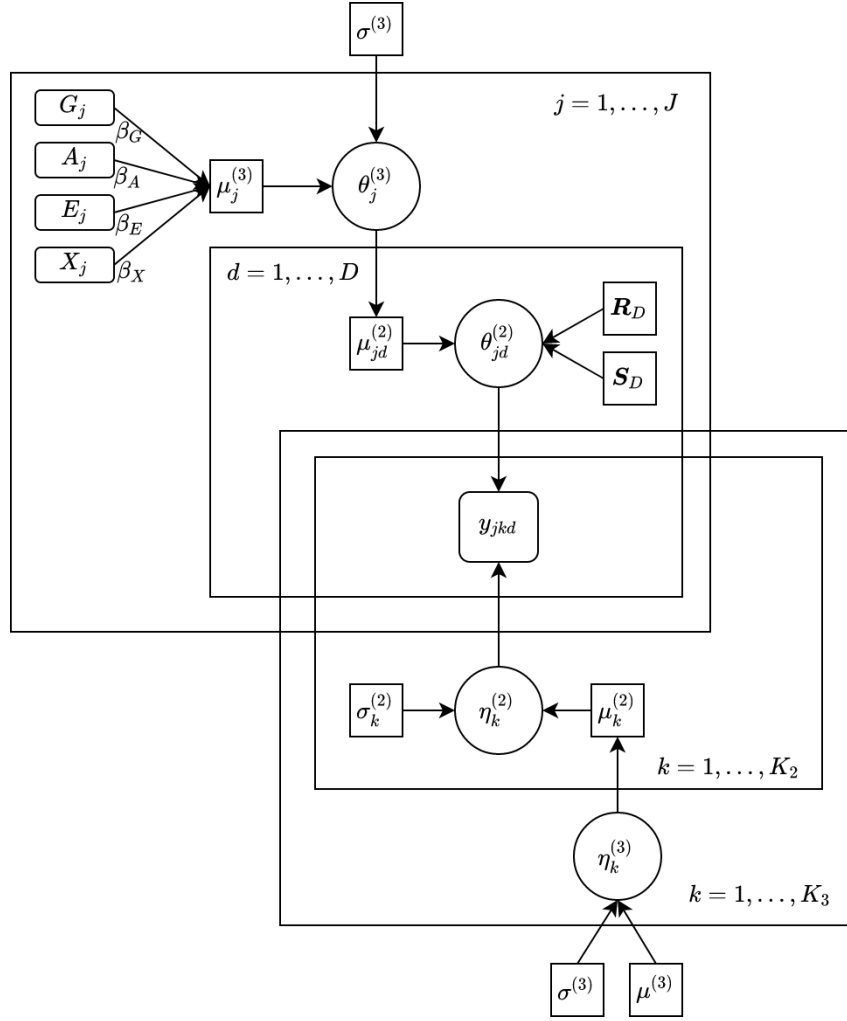 σ^(3)
j = 1, . . . , J
G_j
β_G
A_j
β_A
μ_j^(3)
θ_j^(3)
E_j
β_E
X_j
β_X
d = 1, . . . , D
R_D
μ_jd^(2)
θ_jd^(2)
S_D
y_jkd
σ_k^(2)
η_k^(2)
μ_k^(2)
k = 1, . . . , K_2
η_k^(3)
k = 1, . . . , K_3
σ^(3)
μ^(3)